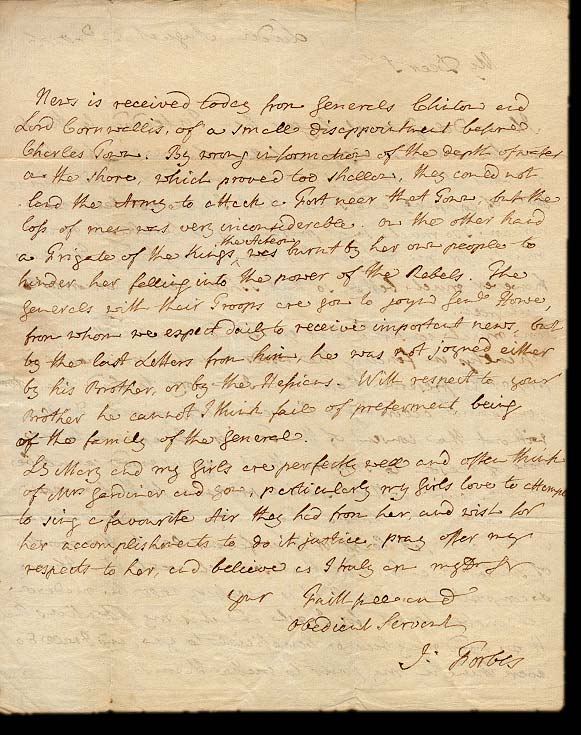 News is received today from Generals Clinton and
Lord Cornwallis, of a small disappointment before
Charles Town. By wrong information of the depth of water
on the shore, which proved too shallow, they could not
land the Army to attack a Fort near that Town, but the
loss of men was very inconsiderable. on the other hand
a Frigate of the Kings, the Acteon was burnt by her own people to
hinder her falling into the power of the Rebels. The
Generals with their Troops are gone to joyn Genl. Howe,
from whom we expect daily to receive important news, but
by the last Letters from him, he was not joyned either
by his Brother, or by the Hessians. With respect to your
Brother he cannot I think fail of preferment, being
of the family of the General.
Ly Mary and my Girls are perfectly well and often think
of Mrs Gardiner and you, particularly my Girls love to attempt
to sing a favourite Air they had from her, and wish for
her accomplishments to do it justice, pray offer my
respects to her, and believe as I truly am my Dr Sr
Your Faithful and
Obedient Servant
J: Forbes